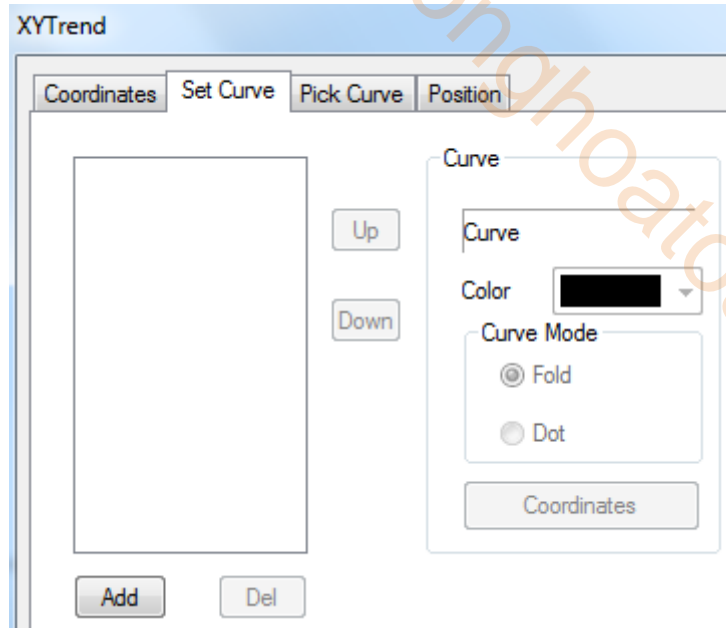 XYTrend
Coordinates Set Curve Pick Curve Position
Curve
Up
Curve
Color
Down
Curve Mode
Fold
Dot
Coordinates
Add Del